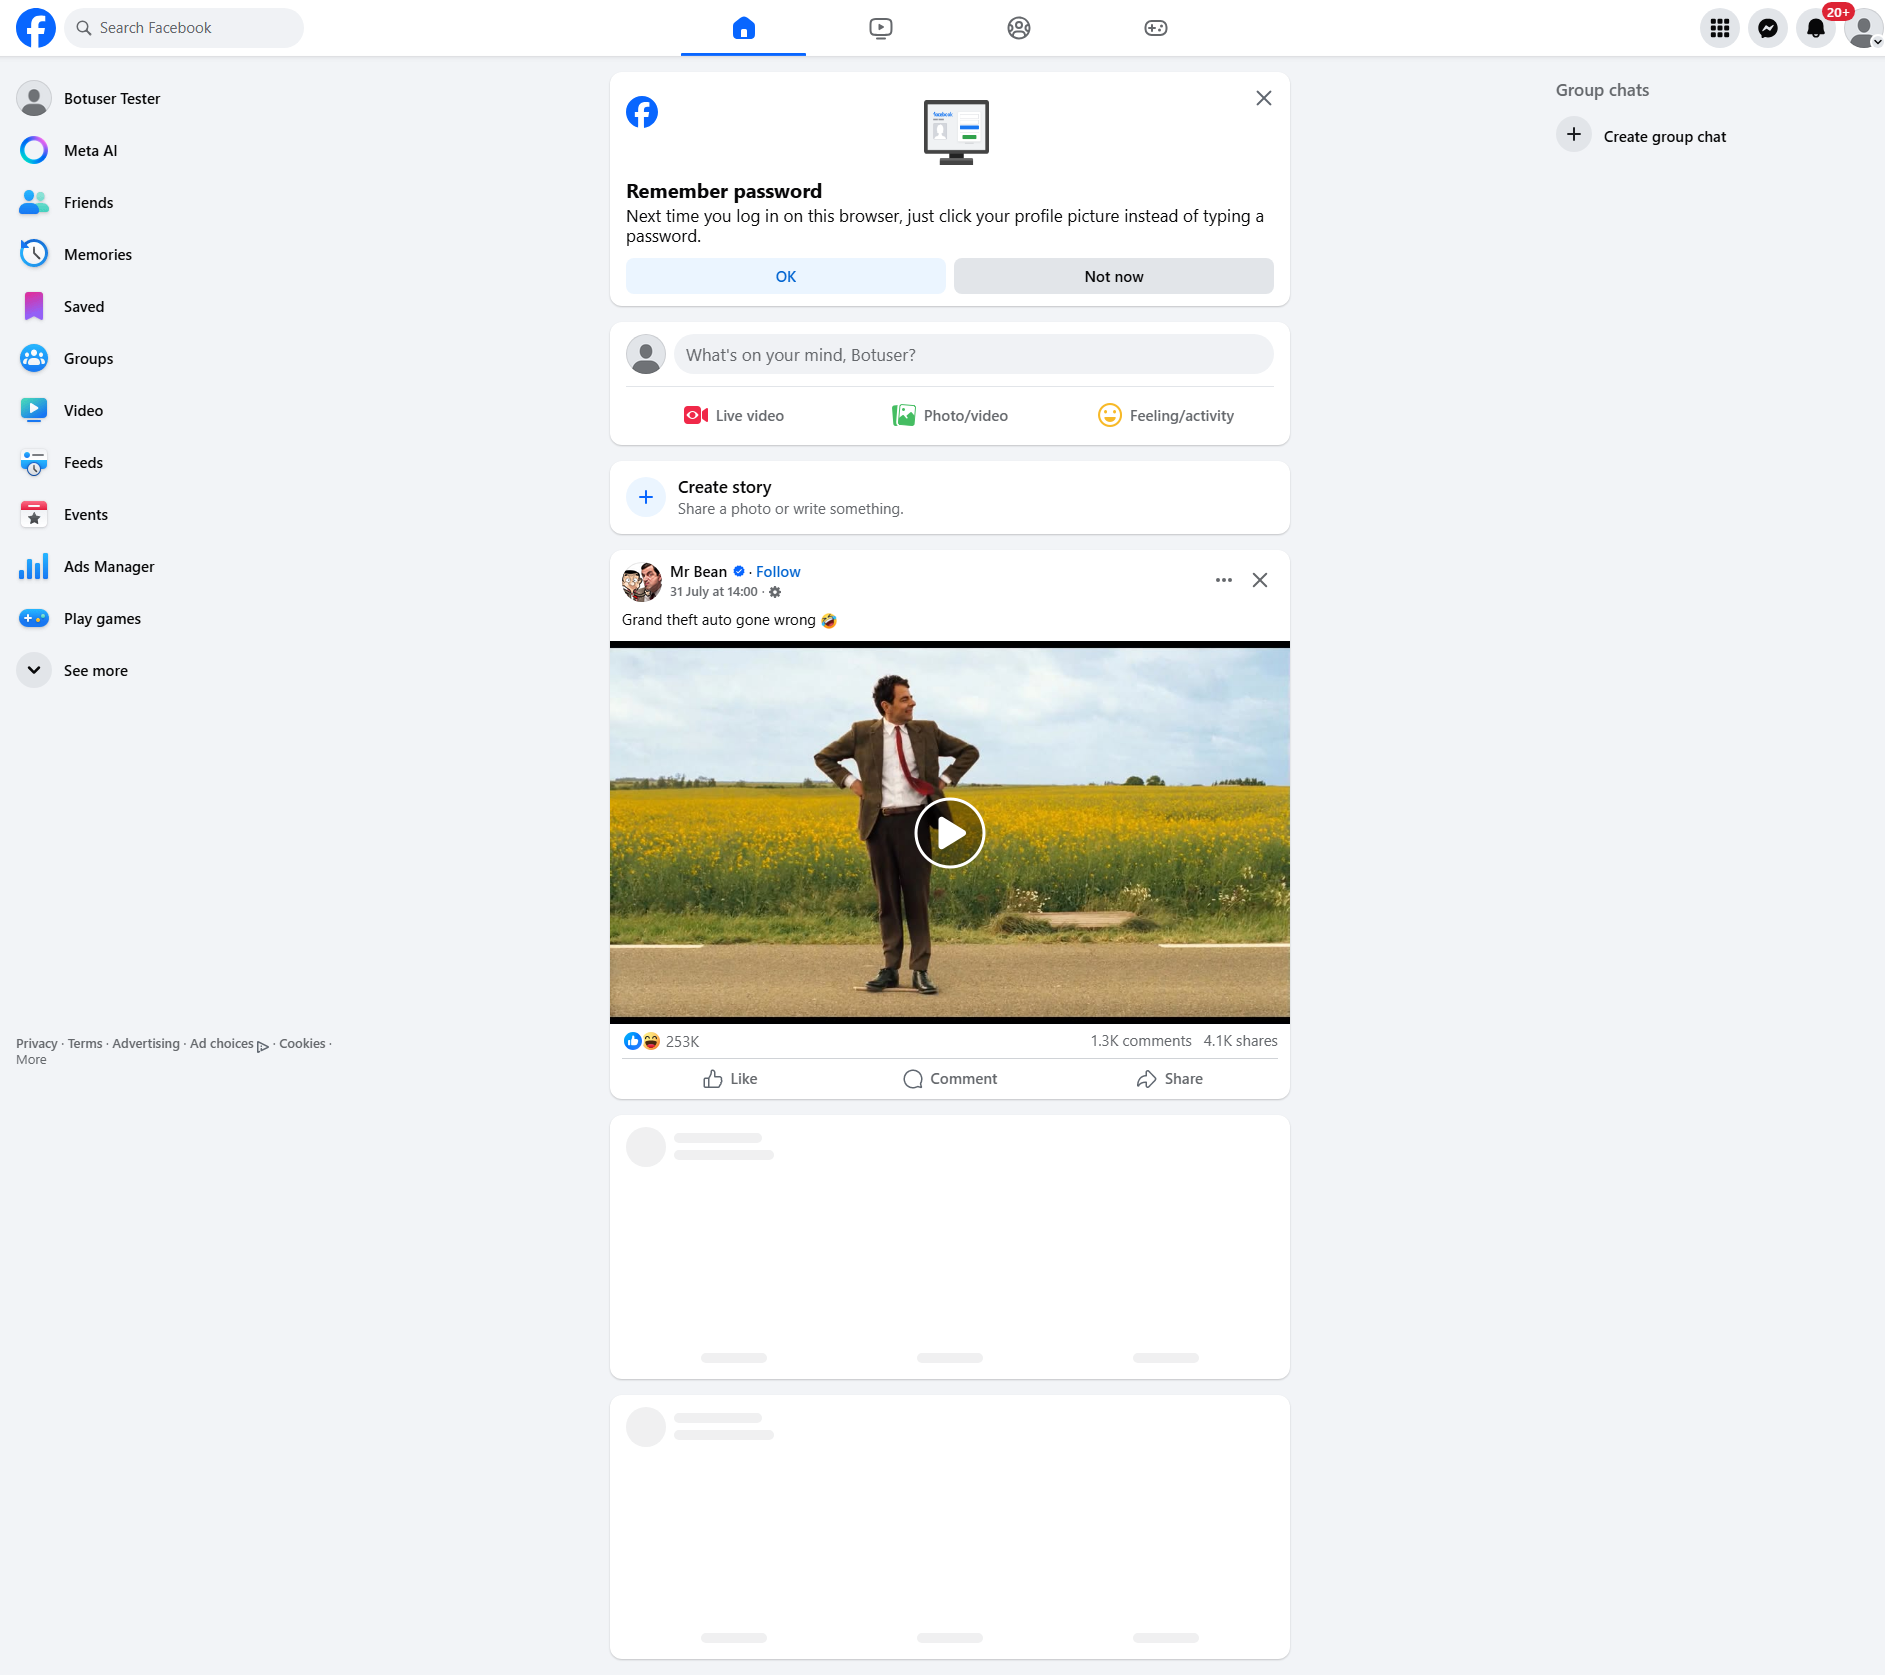 Search Facebook
20+
Botuser Tester
Meta AI
Friends
Memories
Saved
Groups
Video
Feeds
Events
Ads Manager
Play games
See more
Privacy · Terms · Advertising · Ad choices · Cookies ·
More
facebook
Remember password
Next time you log in on this browser, just click your profile picture instead of typing a
password.
OK
Not now
What's on your mind, Botuser?
Live video
Photo/video
Feeling/activity
Create story
Share a photo or write something.
Mr Bean · Follow
31 July at 14:00 ·
Grand theft auto gone wrong 🤣
253K
1.3K comments 4.1K shares
Like
Comment
Share
Group chats
Create group chat